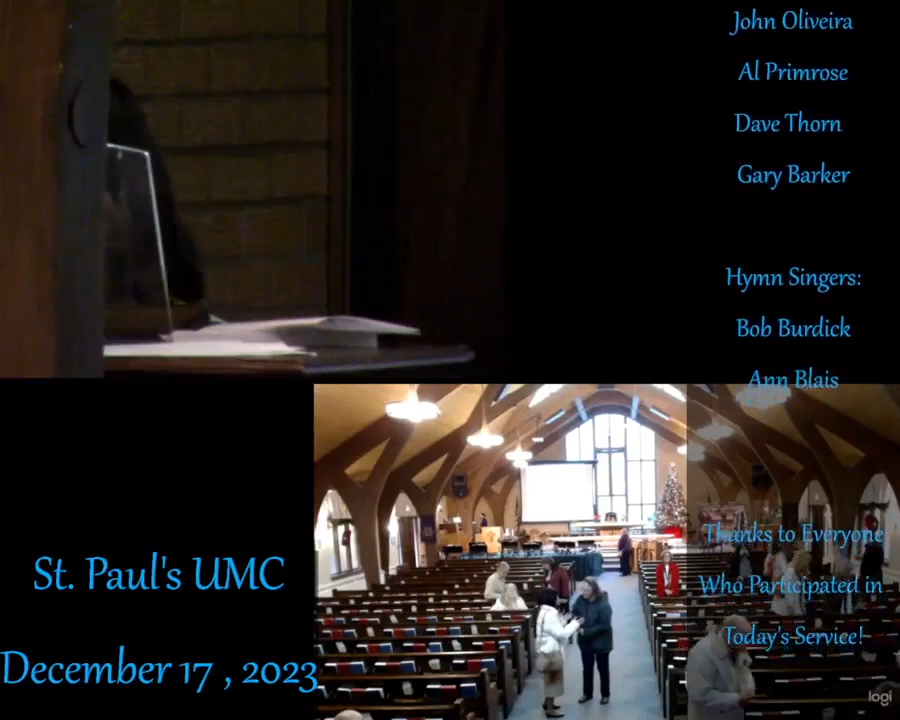 John Oliveira
Al Primrose
Dave Thorn
Gary Barker
Hymn Singers:
Bob Burdick
Ann Blais
Thanks to Everyone
Who Participated in
Today's Service!
St. Paul's UMC
December 17 , 2023
logi